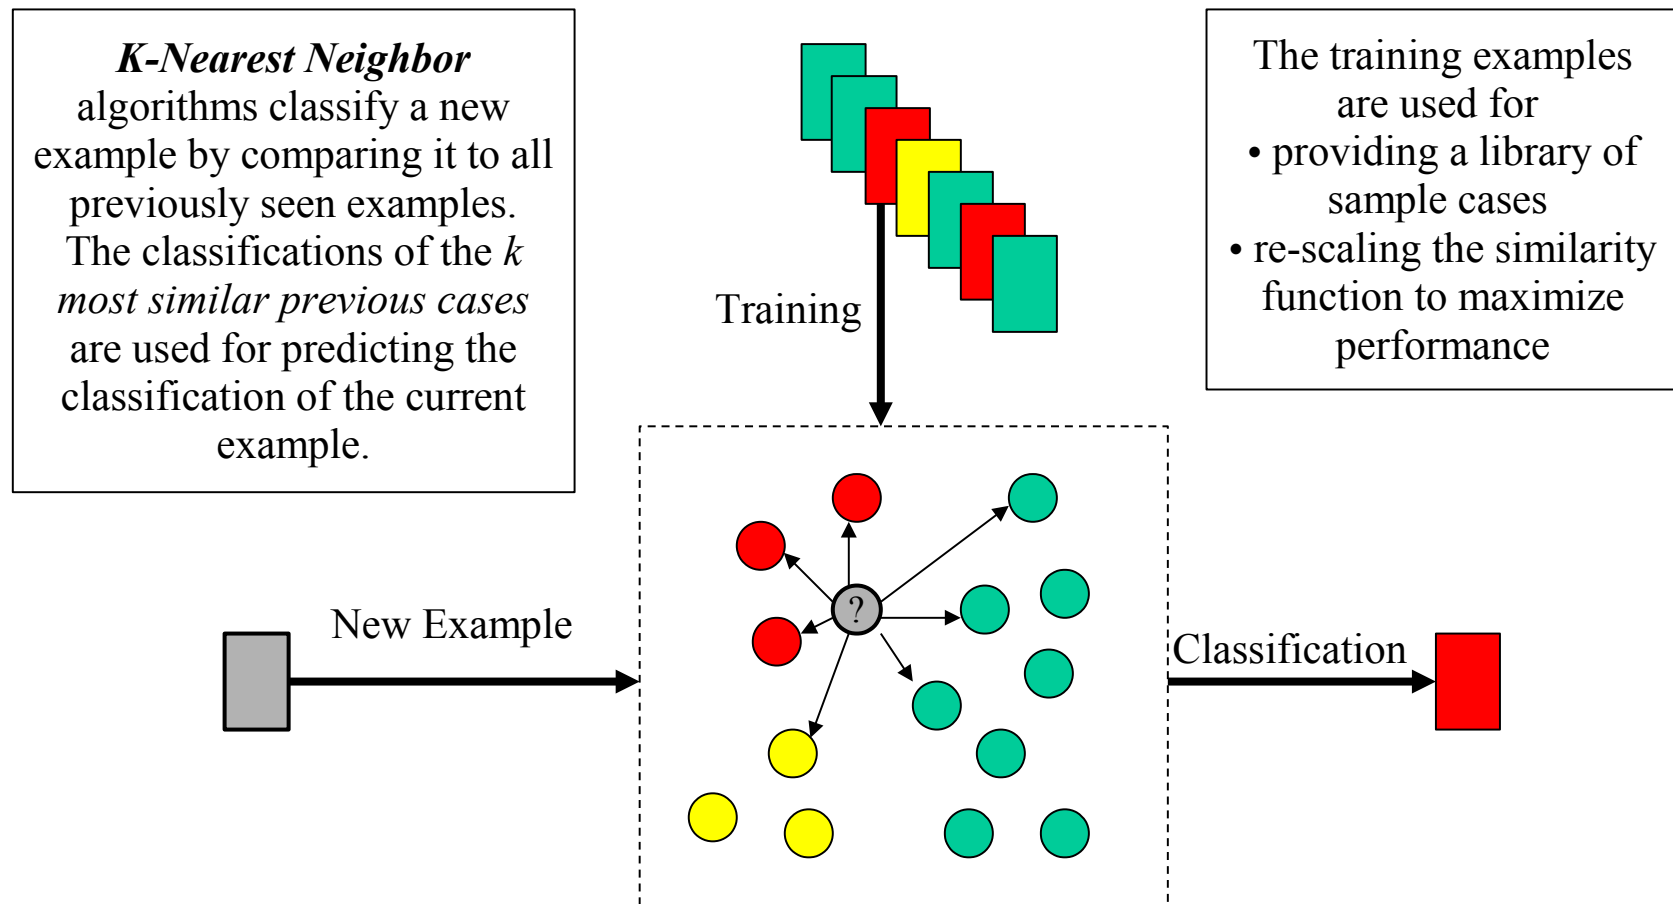 K-Nearest Neighbor
algorithms classify a new
example by comparing it to all
previously seen examples.
The classifications of the k
most similar previous cases
are used for predicting the
classification of the current
example.
The training examples
are used for
• providing a library of
sample cases
• re-scaling the similarity
function to maximize
performance
Training
?
New Example
Classification